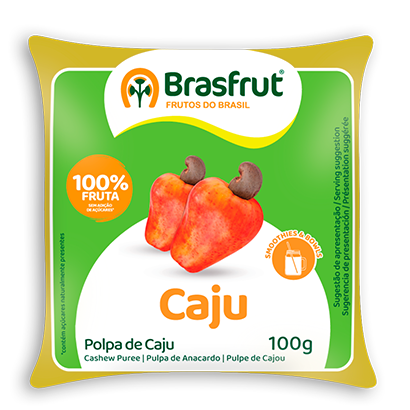 Brasfrut®
FRUTOS DO BRASIL
100%
FRUTA
SEM ADIÇÃO
DE AÇÚCARES*
*contém açúcares naturalmente presentes
SMOOTHIES & BOWLS
Sugestão de apresentação / Serving suggestion
Sugerencia de presentación / Présentation suggérée
Caju
Polpa de Caju
100g
Cashew Puree | Pulpa de Anacardo | Pulpe de Cajou